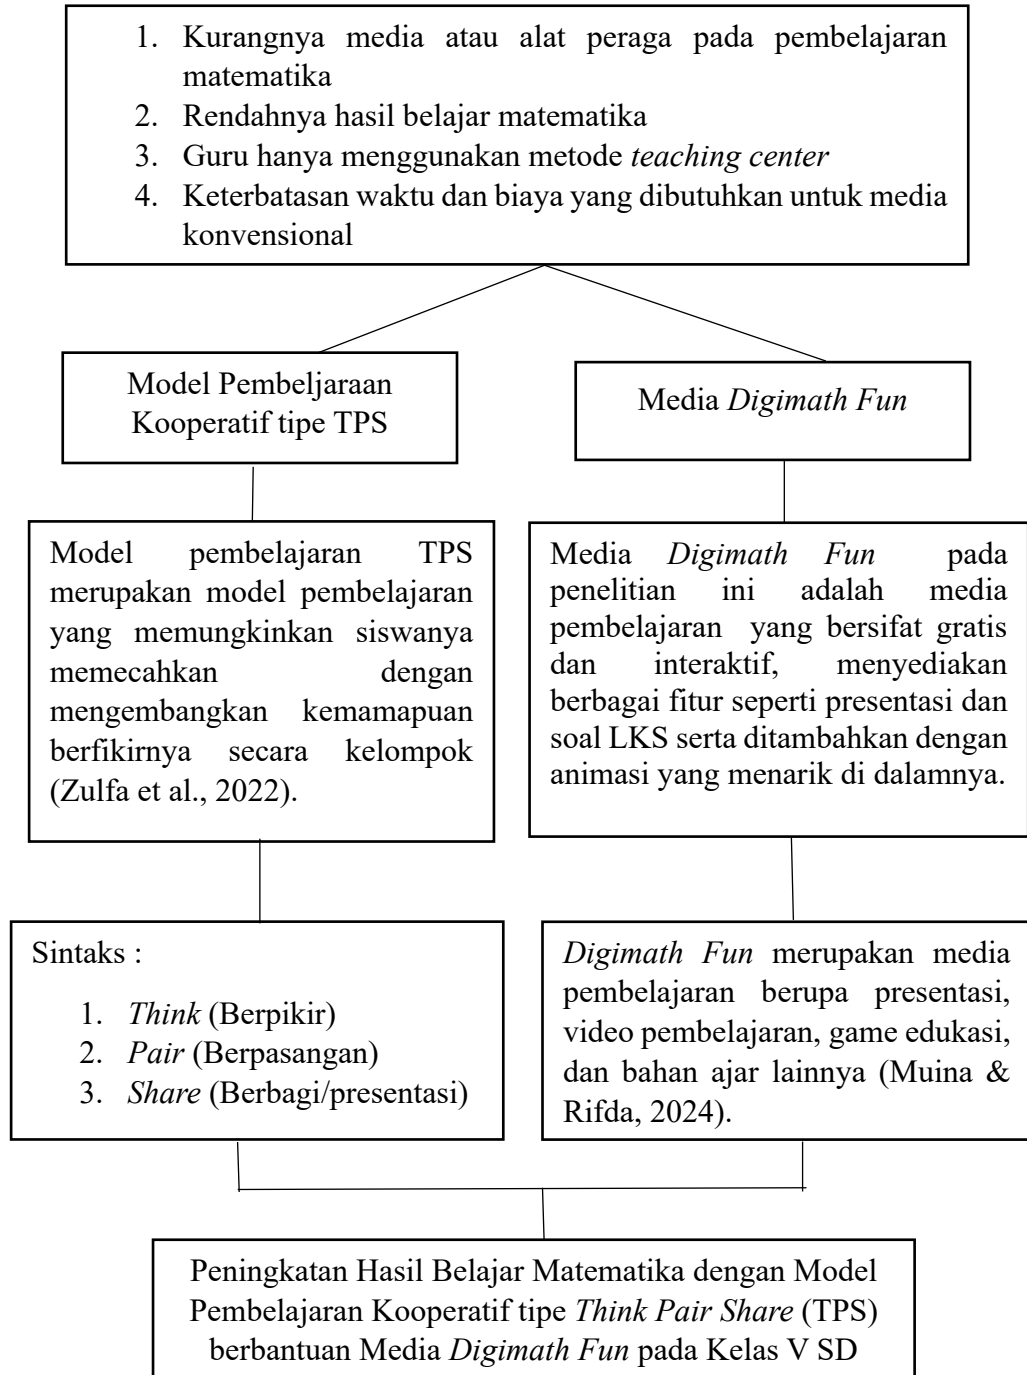 1. Kurangnya media atau alat peraga pada pembelajaran
matematika
2. Rendahnya hasil belajar matematika
3. Guru hanya menggunakan metode teaching center
4. Keterbatasan waktu dan biaya yang dibutuhkan untuk media
konvensional
Model Pembeljaraan
Kooperatif tipe TPS
Media Digimath Fun
Model pembelajaran TPS
merupakan model pembelajaran
yang memungkinkan siswanya
memecahkan dengan
mengembangkan kemamapuan
berfikirnya secara kelompok
(Zulfa et al., 2022).
Media Digimath Fun pada
penelitian ini adalah media
pembelajaran yang bersifat gratis
dan interaktif, menyediakan
berbagai fitur seperti presentasi dan
soal LKS serta ditambahkan dengan
animasi yang menarik di dalamnya.
Sintaks :
1. Think (Berpikir)
2. Pair (Berpasangan)
3. Share (Berbagi/presentasi)
Digimath Fun merupakan media
pembelajaran berupa presentasi,
video pembelajaran, game edukasi,
dan bahan ajar lainnya (Muina &
Rifda, 2024).
Peningkatan Hasil Belajar Matematika dengan Model
Pembelajaran Kooperatif tipe Think Pair Share (TPS)
berbantuan Media Digimath Fun pada Kelas V SD